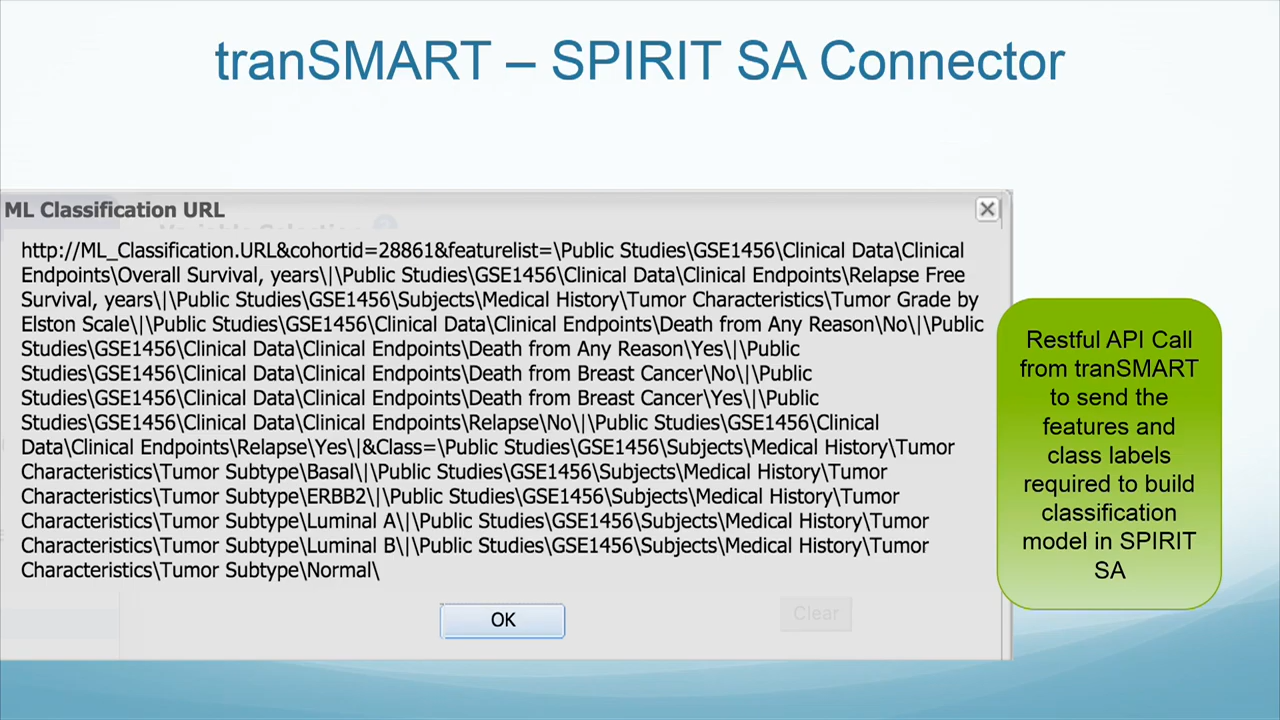 tranSMART – SPIRIT SA Connector
ML Classification URL
http://ML_Classification.URL&cohortid=28861&featurelist=\Public Studies\GSE1456\Clinical Data\Clinical
Endpoints\Overall Survival, years\|\Public Studies\GSE1456\Clinical Data\Clinical Endpoints\Relapse Free
Survival, years\|\Public Studies\GSE1456\Subjects\Medical History\Tumor Characteristics\Tumor Grade by
Elston Scale\|\Public Studies\GSE1456\Clinical Data\Clinical Endpoints\Death from Any Reason\No\|\Public
Studies\GSE1456\Clinical Data\Clinical Endpoints\Death from Any Reason\Yes\|\Public
Studies\GSE1456\Clinical Data\Clinical Endpoints\Death from Breast Cancer\No\|\Public
Studies\GSE1456\Clinical Data\Clinical Endpoints\Death from Breast Cancer\Yes\|\Public
Studies\GSE1456\Clinical Data\Clinical Endpoints\Relapse\No\|\Public Studies\GSE1456\Clinical
Data\Clinical Endpoints\Relapse\Yes\|&Class=\Public Studies\GSE1456\Subjects\Medical History\Tumor
Characteristics\Tumor Subtype\Basal\|\Public Studies\GSE1456\Subjects\Medical History\Tumor
Characteristics\Tumor Subtype\ERBB2\|\Public Studies\GSE1456\Subjects\Medical History\Tumor
Characteristics\Tumor Subtype\Luminal A\|\Public Studies\GSE1456\Subjects\Medical History\Tumor
Characteristics\Tumor Subtype\Luminal B\|\Public Studies\GSE1456\Subjects\Medical History\Tumor
Characteristics\Tumor Subtype\Normal\
OK
Clear
Restful API Call
from tranSMART
to send the
features and
class labels
required to build
classification
model in SPIRIT
SA